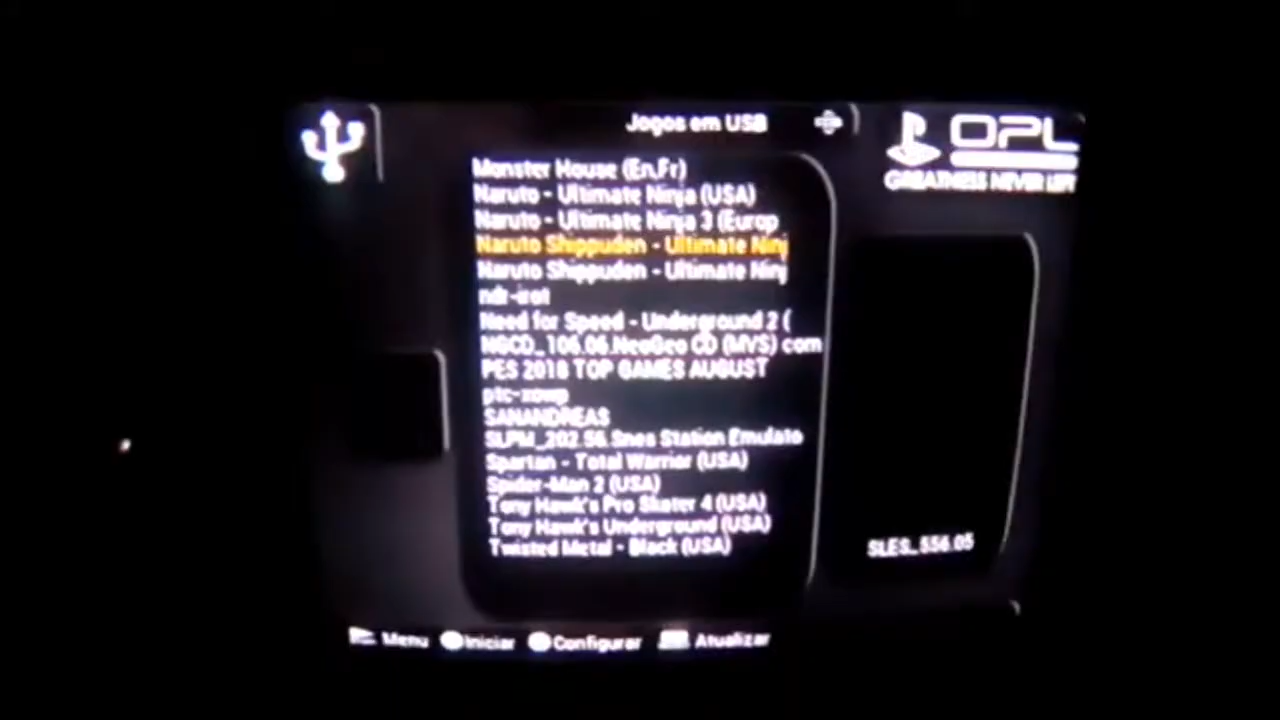 Jogos em USB
OPL
GREATNESS NEVER
Monster House (En,Fr)
Naruto - Ultimate Ninja (USA)
Naruto - Ultimate Ninja 3 (Europ
Naruto Shippuden - Ultimate Ninj
Naruto Shippuden - Ultimate Ninj
Need for Speed - Underground 2 (
NGCD_106.06.NeoGeo CD (MVS) com
PES 2018 TOP GAMES AUGUST
SANANDREAS
SLPM_202.56.Snes Station Emulato
Spartan - Total Warrior (USA)
Spider-Man 2 (USA)
Tony Hawk's Pro Skater 4 (USA)
Tony Hawk's Underground (USA)
Twisted Metal - Black (USA)
SLES_556.05
Menu Iniciar Configurar Atualizar